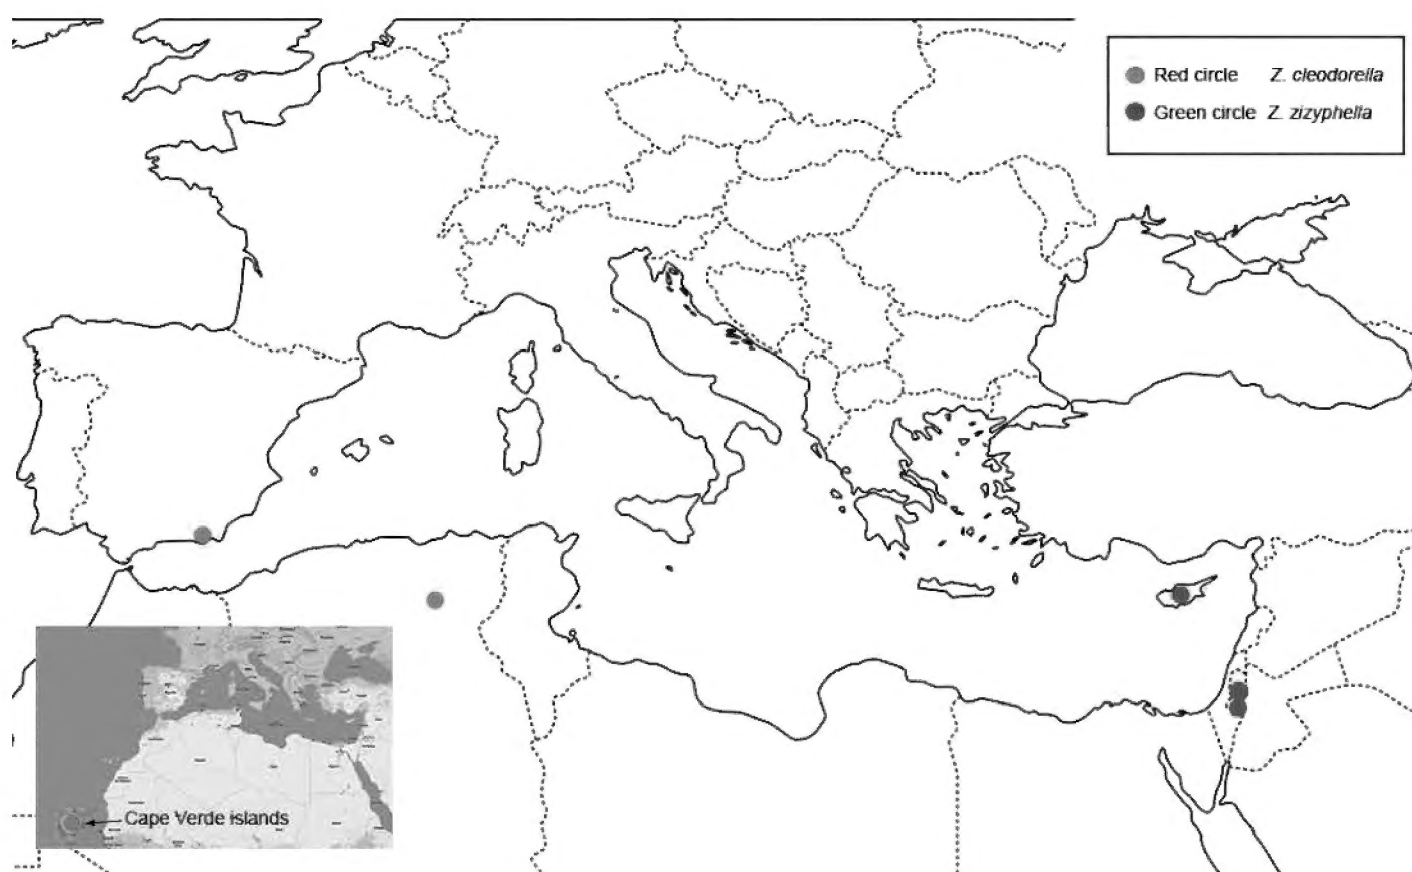 Red circle Z. cleodorella
Green circle Z. zizyphella
Cape Verde islands